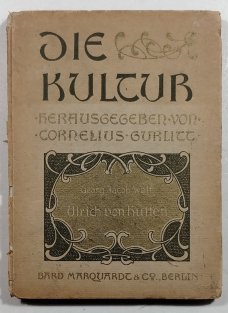 DIE
KULTUR
HERAUSGEGEBEN·VON
·CORNELIUS·GURLITT·
Georg Jacob Wolf
Ulrich von Hutten
BARD MARQUARDT & CO., BERLIN